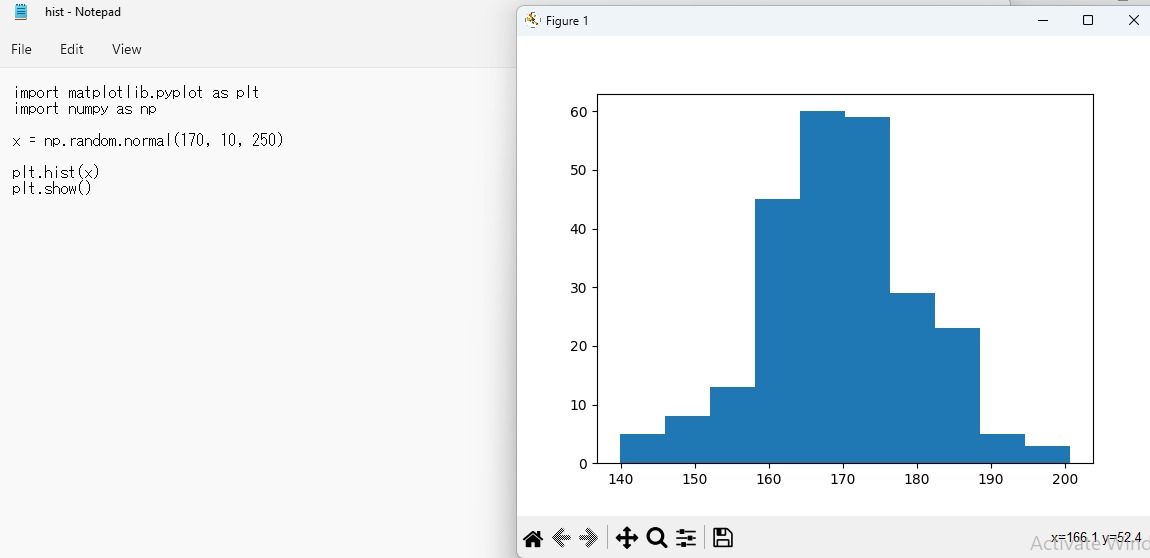 hist - Notepad
File Edit View
import matplotlib.pyplot as plt
import numpy as np
x = np.random.normal(170, 10, 250)
plt.hist(x)
plt.show()
Figure 1
60
50
40
30
20
10
0
140 150 160 170 180 190 200
x=166.1 y=52.4
Activate Wind